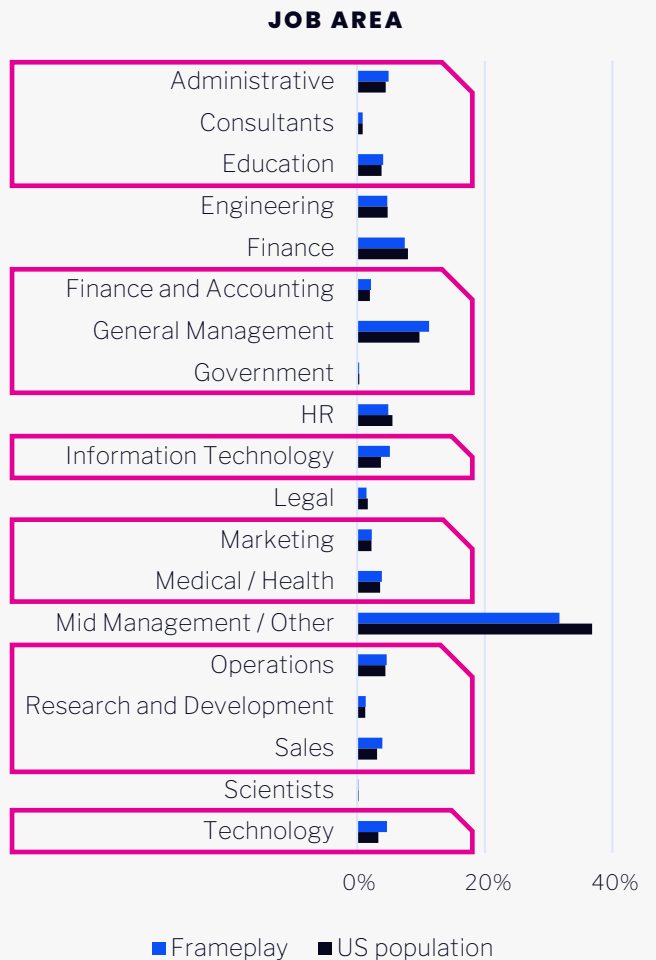 JOB AREA
Administrative
Consultants
Education
Engineering
Finance
Finance and Accounting
General Management
Government
HR
Information Technology
Legal
Marketing
Medical / Health
Mid Management / Other
Operations
Research and Development
Sales
Scientists
Technology
0% 20% 40%
Frameplay US population